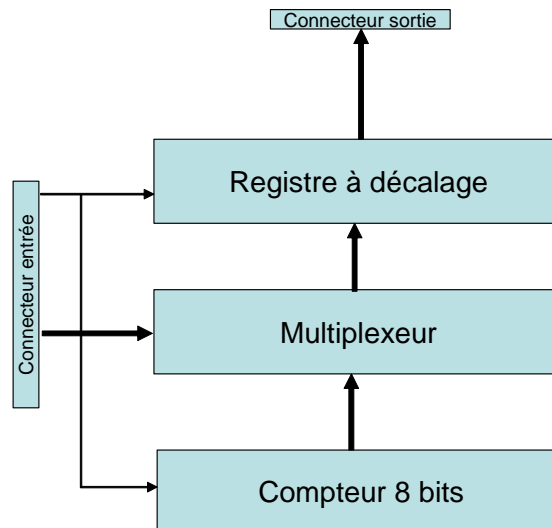 Connecteur sortie
Registre à décalage
Connecteur entrée
Multiplexeur
Compteur 8 bits